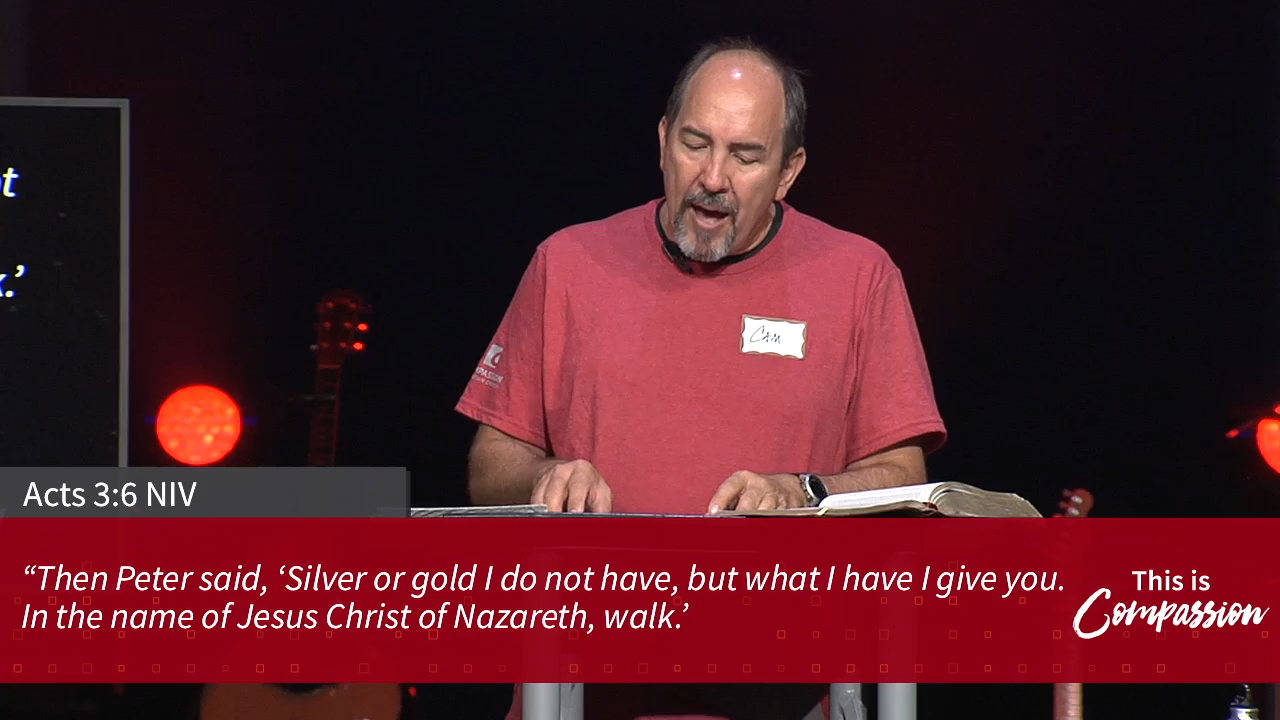 t
k.’
CAM
Acts 3:6 NIV
“Then Peter said, ‘Silver or gold I do not have, but what I have I give you.
In the name of Jesus Christ of Nazareth, walk.’
This is
Compassion